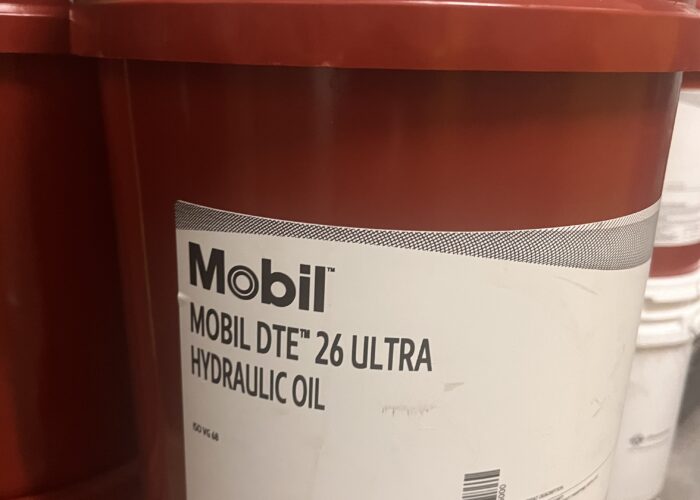 Mobil™
MOBIL DTE™ 26 ULTRA
HYDRAULIC OIL
ISO VG 68